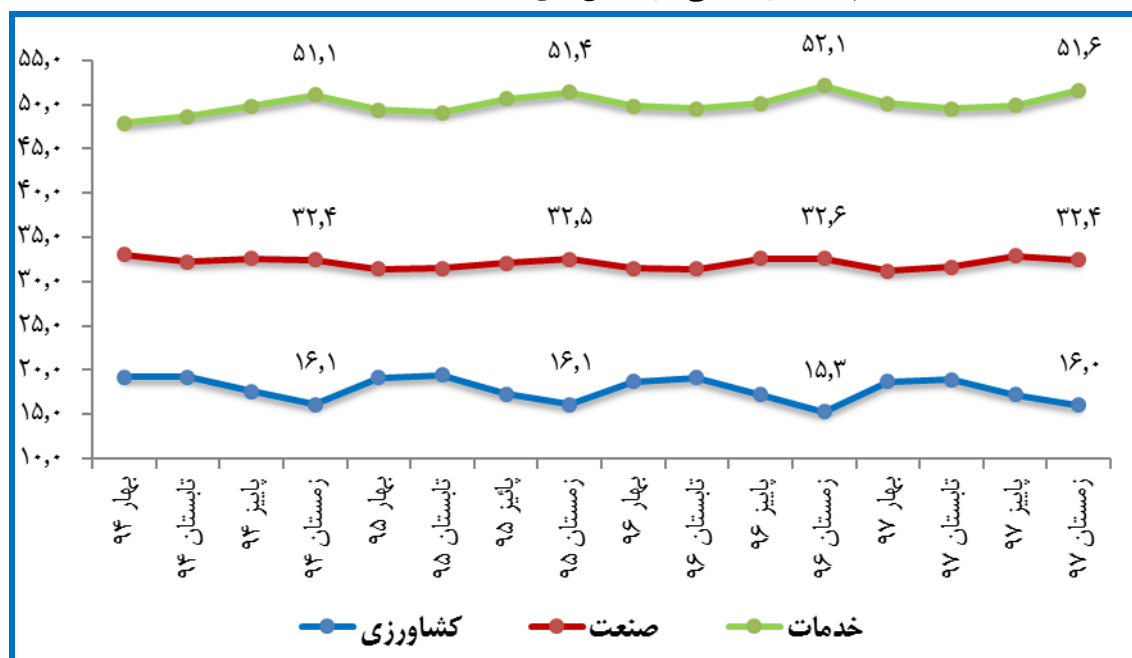 ۵۱,۱ ۵۱,۴ ۵۲,۱ ۵۱,۶
۳۲,۴ ۳۲,۵ ۳۲,۶ ۳۲,۴
۱۶,۱ ۱۶,۱ ۱۵,۳ ۱۶,۰
۵۵,۰
۵۰,۰
۴۵,۰
۴۰,۰
۳۵,۰
۳۰,۰
۲۵,۰
۲۰,۰
۱۵,۰
۱۰,۰
بهار ۹۴
تابستان ۹۴
پاییز ۹۴
زمستان ۹۴
بهار ۹۵
تابستان ۹۵
پائیز ۹۵
زمستان ۹۵
بهار ۹۶
تابستان ۹۶
پاییز ۹۶
زمستان ۹۶
بهار ۹۷
تابستان ۹۷
پاییز ۹۷
زمستان ۹۷
خدمات صنعت کشاورزی